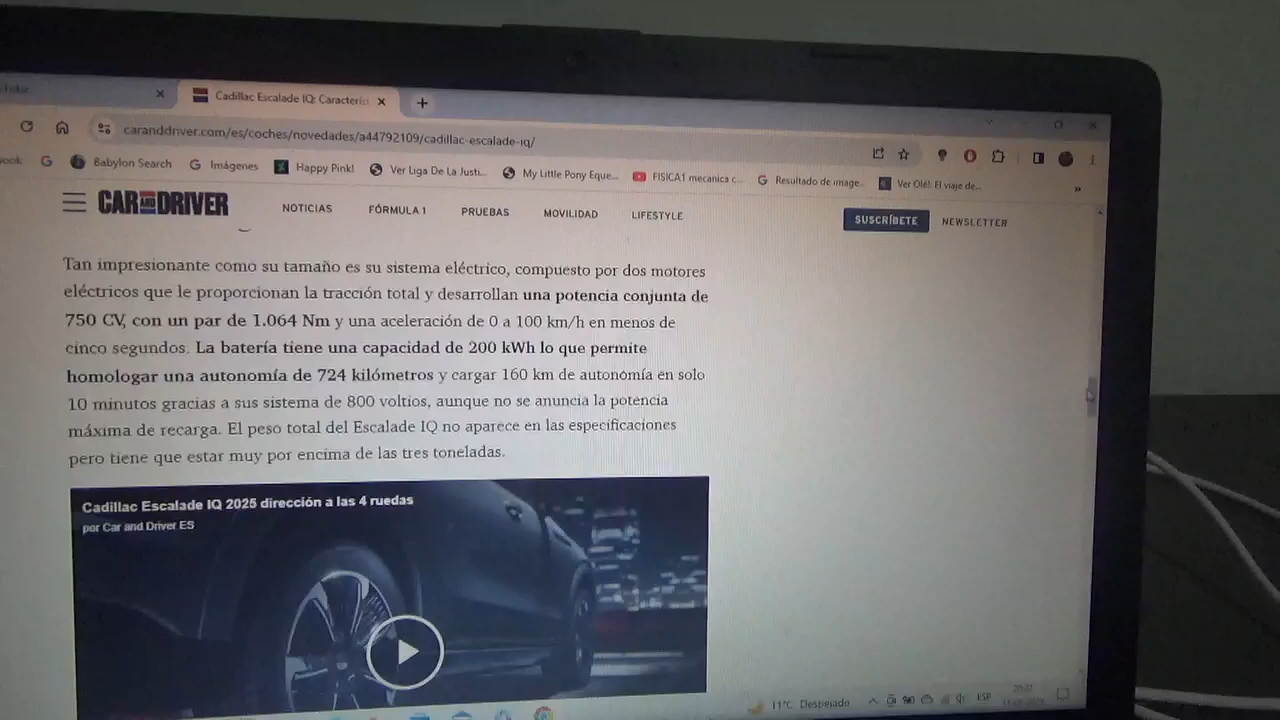 Cadillac Escalade IQ: Característi
caranddriver.com/es/coches/novedades/a44792109/cadillac-escalade-iq/
ook G Babylon Search G Imágenes Happy Pink! Ver Liga De La Justi... My Little Pony Eque... FISICA1 mecanica c... G Resultado de image... Ver Olé!: El viaje de... »
CAR AND DRIVER NOTICIAS FÓRMULA 1 PRUEBAS MOVILIDAD LIFESTYLE SUSCRÍBETE NEWSLETTER
Tan impresionante como su tamaño es su sistema eléctrico, compuesto por dos motores
eléctricos que le proporcionan la tracción total y desarrollan una potencia conjunta de
750 CV, con un par de 1.064 Nm y una aceleración de 0 a 100 km/h en menos de
cinco segundos. La batería tiene una capacidad de 200 kWh lo que permite
homologar una autonomía de 724 kilómetros y cargar 160 km de autonomía en solo
10 minutos gracias a sus sistema de 800 voltios, aunque no se anuncia la potencia
máxima de recarga. El peso total del Escalade IQ no aparece en las especificaciones
pero tiene que estar muy por encima de las tres toneladas.
Cadillac Escalade IQ 2025 dirección a las 4 ruedas
por Car and Driver ES
11°C Despejado ESP